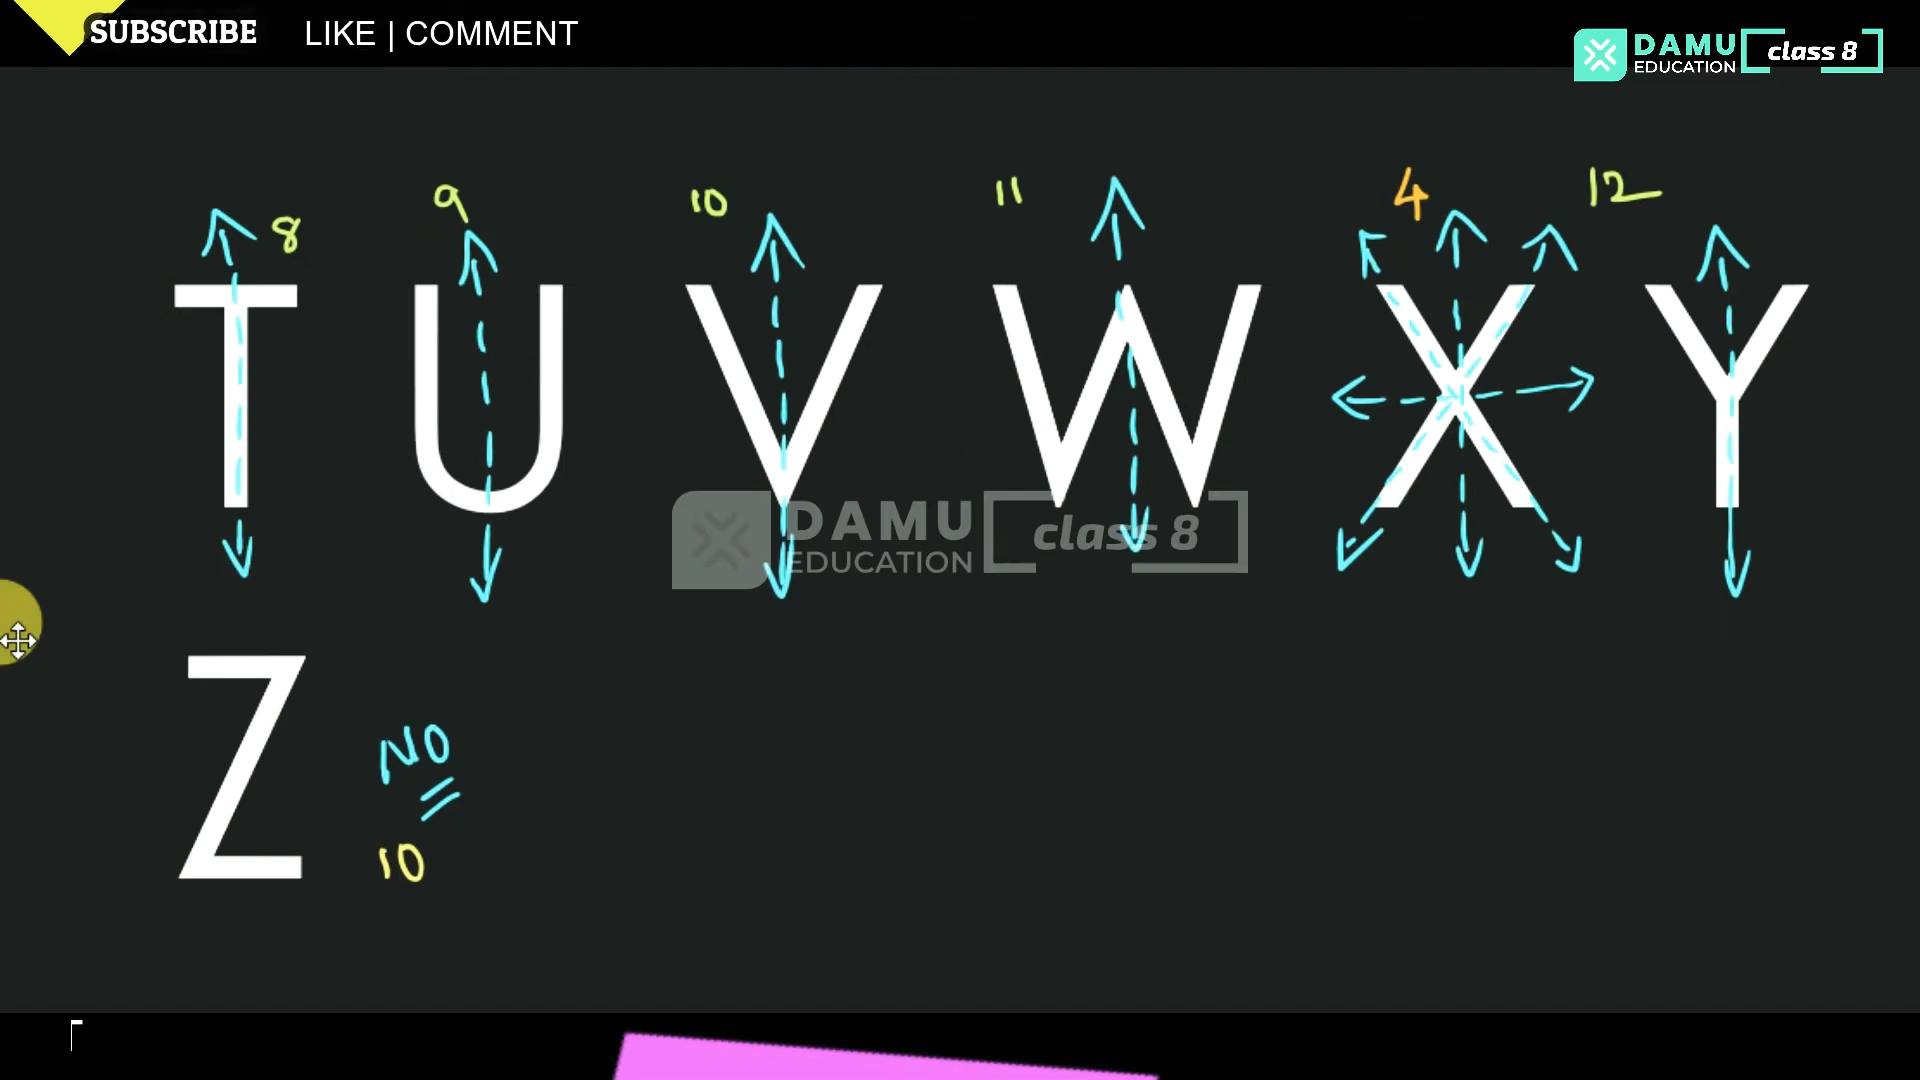 SUBSCRIBE LIKE | COMMENT
DAMU EDUCATION class 8
8 9 10 11 4 12
T U V W X Y
DAMU EDUCATION class 8
Z NO
10